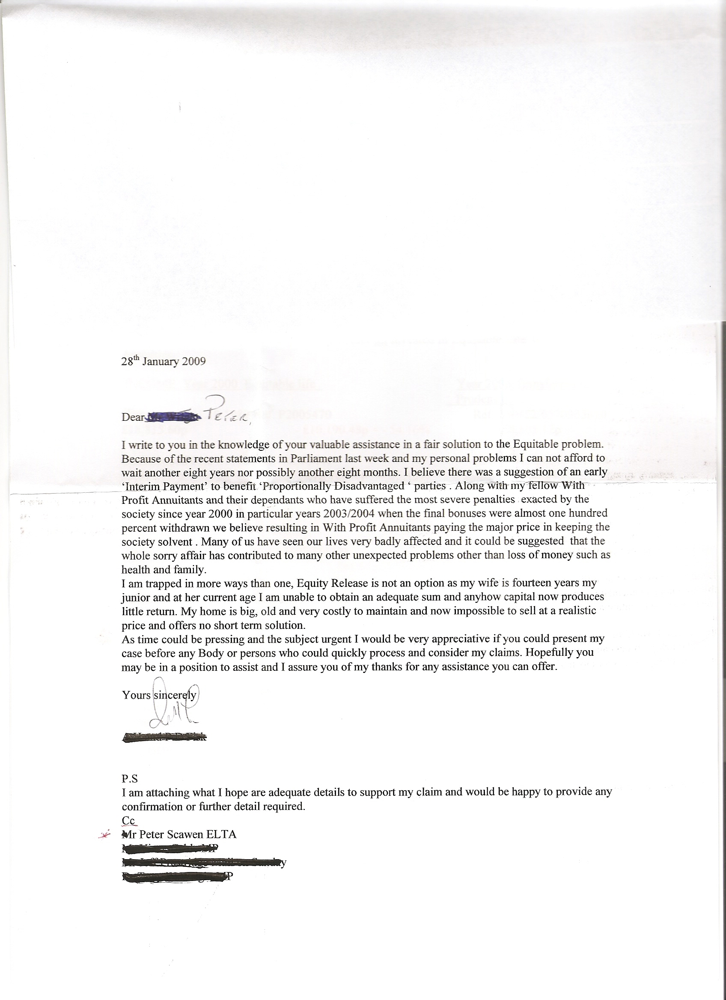 28th January 2009
Dear PETER,
I write to you in the knowledge of your valuable assistance in a fair solution to the Equitable problem.
Because of the recent statements in Parliament last week and my personal problems I can not afford to
wait another eight years nor possibly another eight months. I believe there was a suggestion of an early
‘Interim Payment’ to benefit ‘Proportionally Disadvantaged ‘ parties . Along with my fellow With
Profit Annuitants and their dependants who have suffered the most severe penalties exacted by the
society since year 2000 in particular years 2003/2004 when the final bonuses were almost one hundred
percent withdrawn we believe resulting in With Profit Annuitants paying the major price in keeping the
society solvent . Many of us have seen our lives very badly affected and it could be suggested that the
whole sorry affair has contributed to many other unexpected problems other than loss of money such as
health and family.
I am trapped in more ways than one, Equity Release is not an option as my wife is fourteen years my
junior and at her current age I am unable to obtain an adequate sum and anyhow capital now produces
little return. My home is big, old and very costly to maintain and now impossible to sell at a realistic
price and offers no short term solution.
As time could be pressing and the subject urgent I would be very appreciative if you could present my
case before any Body or persons who could quickly process and consider my claims. Hopefully you
may be in a position to assist and I assure you of my thanks for any assistance you can offer.
Yours sincerely
P.S
I am attaching what I hope are adequate details to support my claim and would be happy to provide any
confirmation or further detail required.
Cc
Mr Peter Scawen ELTA
MP